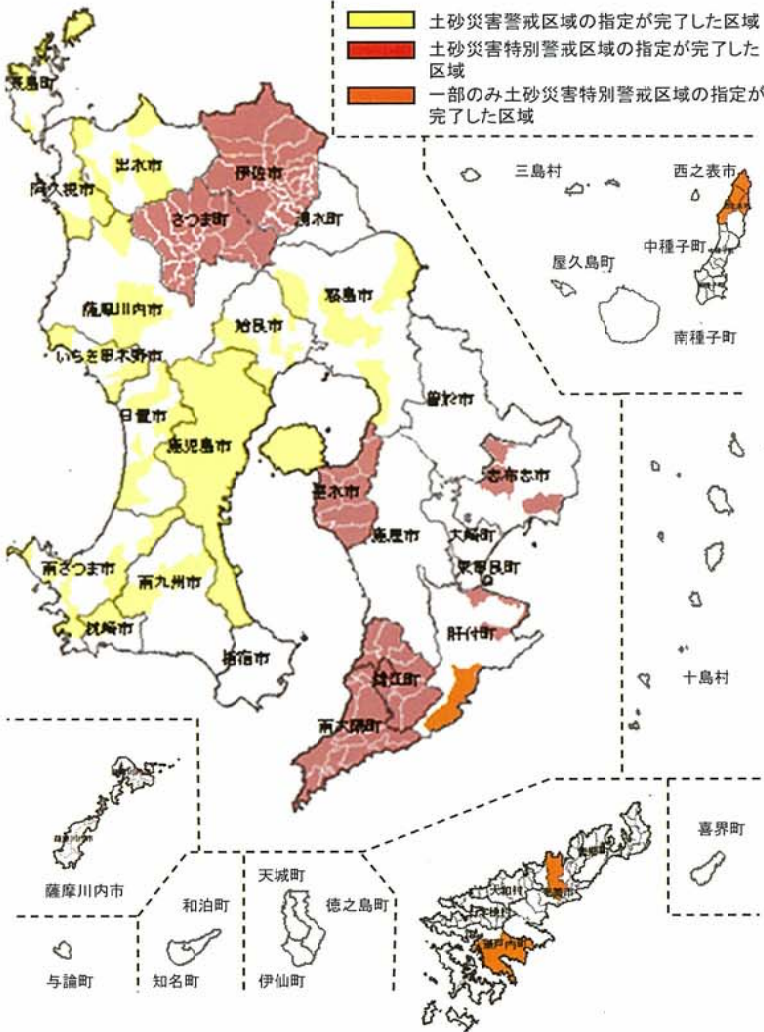 土砂災害警戒区域の指定が完了した区域
土砂災害特別警戒区域の指定が完了した
区域
一部のみ土砂災害特別警戒区域の指定が
完了した区域
長島町
出水市
阿久根市
伊佐市
さつま町
湧水町
薩摩川内市
霧島市
姶良市
いちき串木野市
日置市
鹿児島市
曽於市
垂水市
志布志市
鹿屋市
大崎町
東串良町
南さつま市
南九州市
枕崎市
指宿市
肝付町
錦江町
南大隅町
三島村
西之表市
中種子町
屋久島町
南種子町
十島村
薩摩川内市
与論町
和泊町
知名町
天城町
徳之島町
伊仙町
大和村
瀬戸内町
喜界町